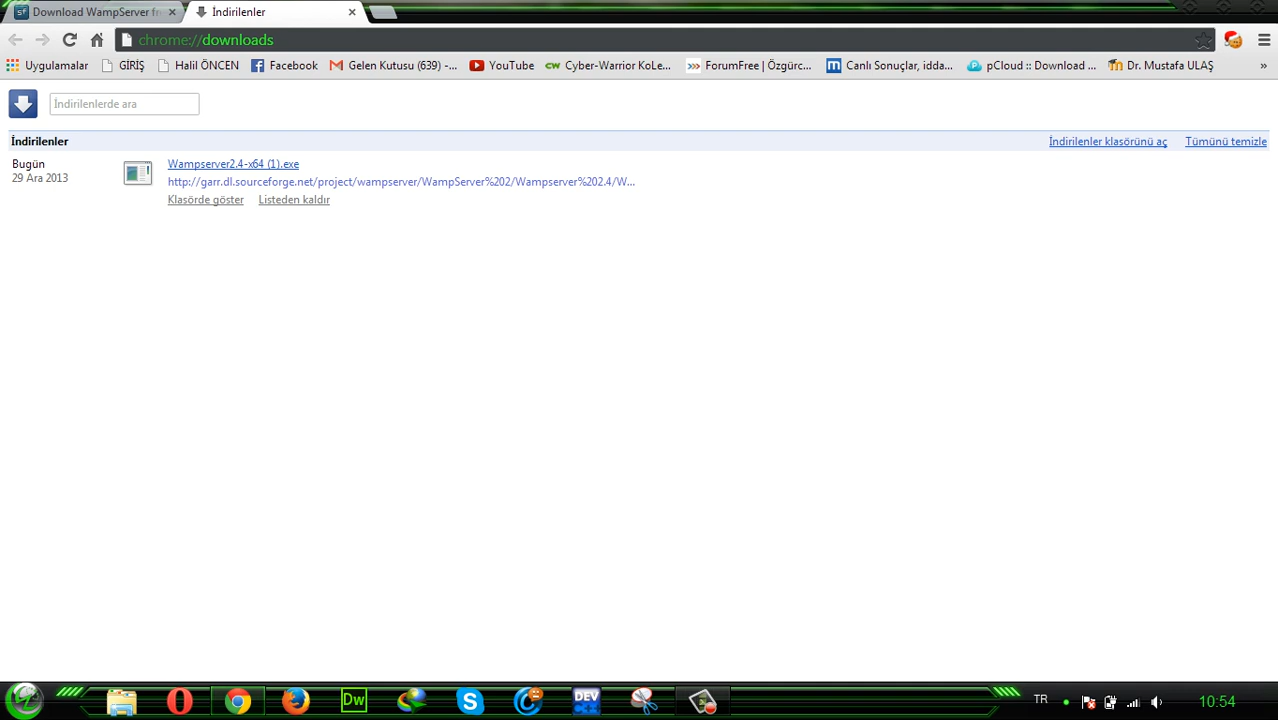 sf Download WampServer fr
İndirilenler
chrome://downloads
Uygulamalar GİRİŞ Halil ÖNCEN Facebook Gelen Kutusu (639) -... YouTube cw Cyber-Warrior KoLe... ForumFree | Özgürc... Canlı Sonuçlar, idda... pCloud :: Download ... Dr. Mustafa ULAŞ »
İndirilenlerde ara
İndirilenler İndirilenler klasörünü aç Tümünü temizle
Bugün Wampserver2.4-x64 (1).exe
29 Ara 2013 http://garr.dl.sourceforge.net/project/wampserver/WampServer%202/Wampserver%202.4/W...
Klasörde göster Listeden kaldır
Dw DEV C++ TR 10:54